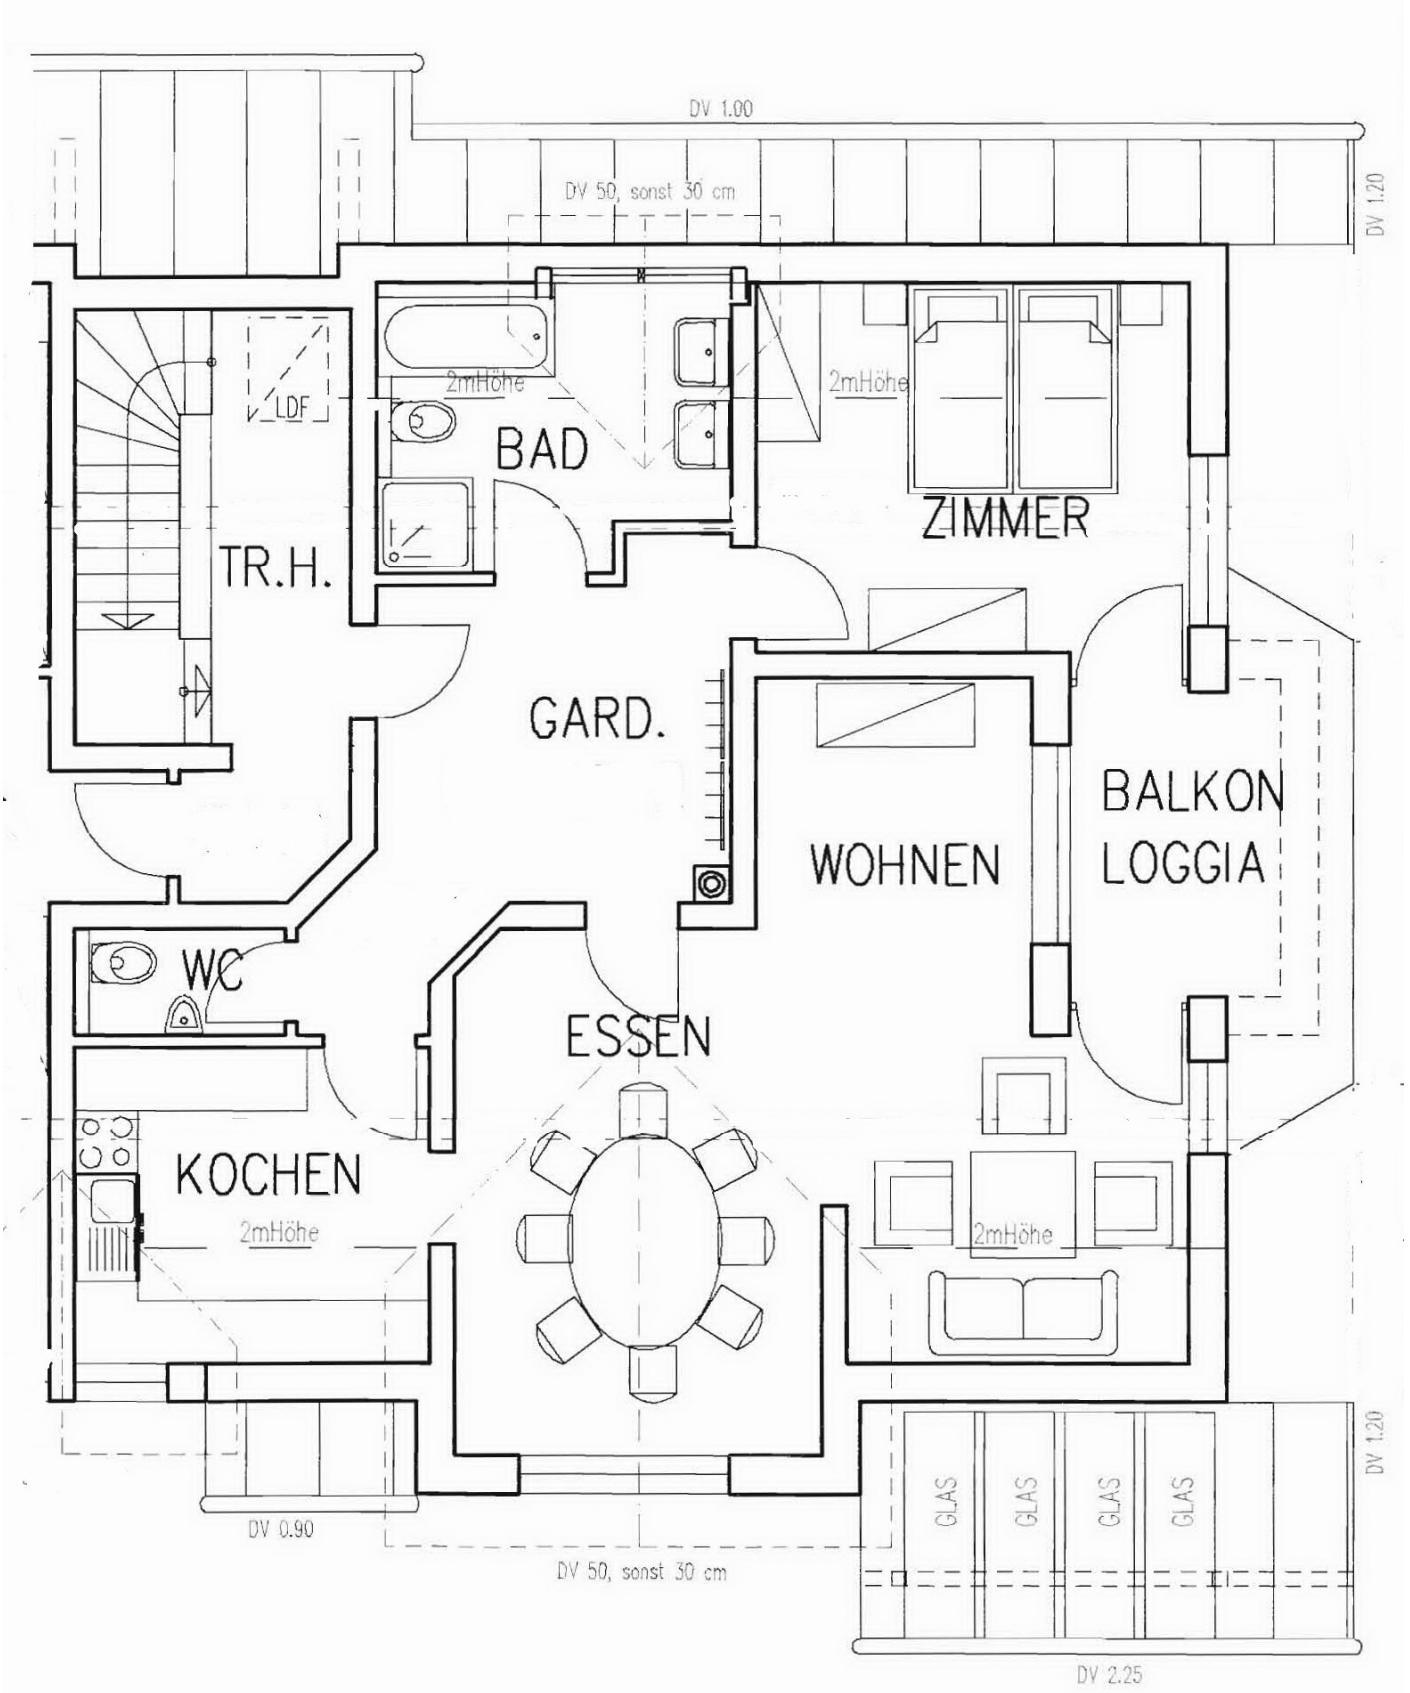 DV 1.00
DV 50, sonst 30 cm
DV 1.20
2mHöhe
2mHöhe
LDF
BAD
ZIMMER
TR.H.
GARD.
BALKON
LOGGIA
WOHNEN
WC
ESSEN
KOCHEN
2mHöhe
2mHöhe
GLAS
GLAS
GLAS
GLAS
DV 1.20
DV 0.90
DV 50, sonst 30 cm
DV 2.25